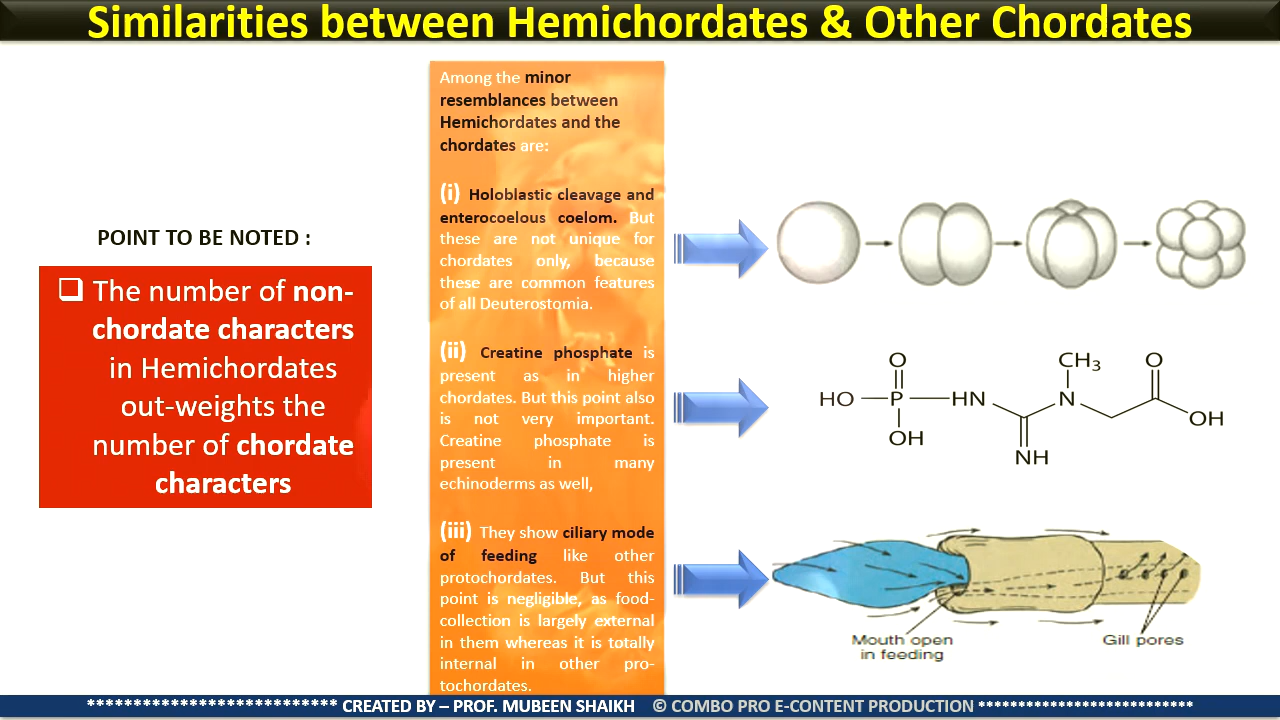 Similarities between Hemichordates & Other Chordates
POINT TO BE NOTED :
❑ The number of non-
chordate characters
in Hemichordates
out-weights the
number of chordate
characters
Among the minor
resemblances between
Hemichordates and the
chordates are:
(i) Holoblastic cleavage and
enterocoelous coelom. But
these are not unique for
chordates only, because
these are common features
of all Deuterostomia.
(ii) Creatine phosphate is
present as in higher
chordates. But this point also
is not very important.
Creatine phosphate is
present in many
echinoderms as well,
(iii) They show ciliary mode
of feeding like other
protochordates. But this
point is negligible, as food-
collection is largely external
in them whereas it is totally
internal in other pro-
tochordates.
O CH3 O
HO P HN N
OH OH
NH
Mouth open
in feeding
Gill pores
*************************** CREATED BY – PROF. MUBEEN SHAIKH © COMBO PRO E-CONTENT PRODUCTION ***************************